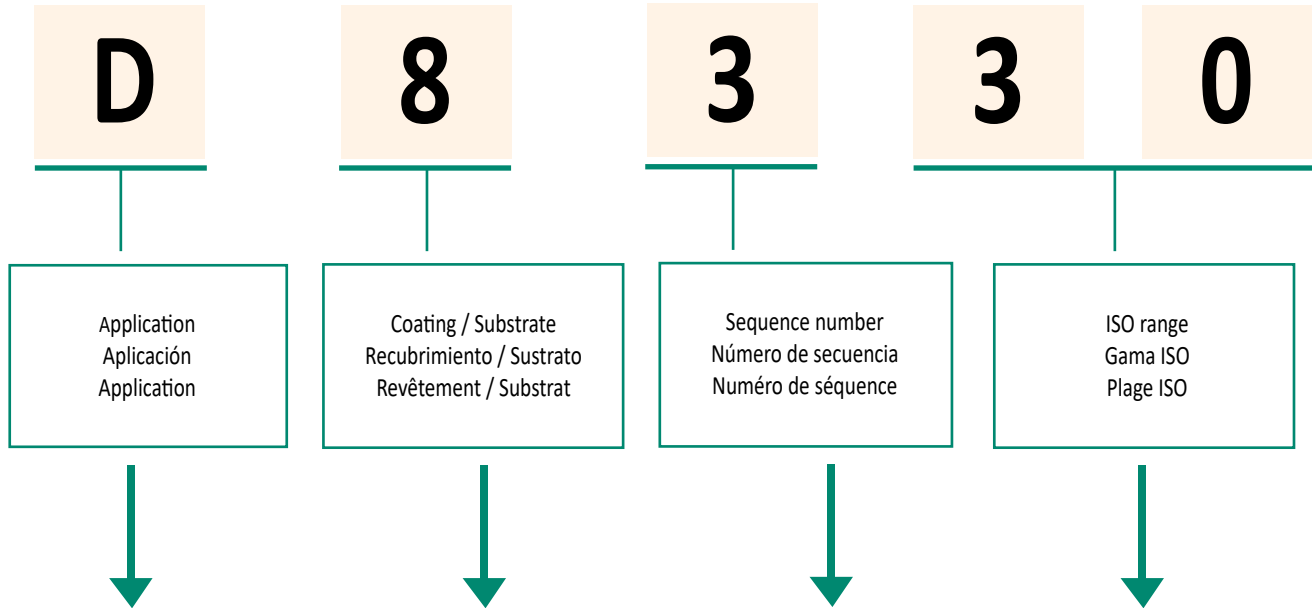 D 8 3 3 0
Application
Aplicación
Application
Coating / Substrate
Recubrimiento / Sustrato
Revêtement / Substrat
Sequence number
Número de secuencia
Numéro de séquence
ISO range
Gama ISO
Plage ISO